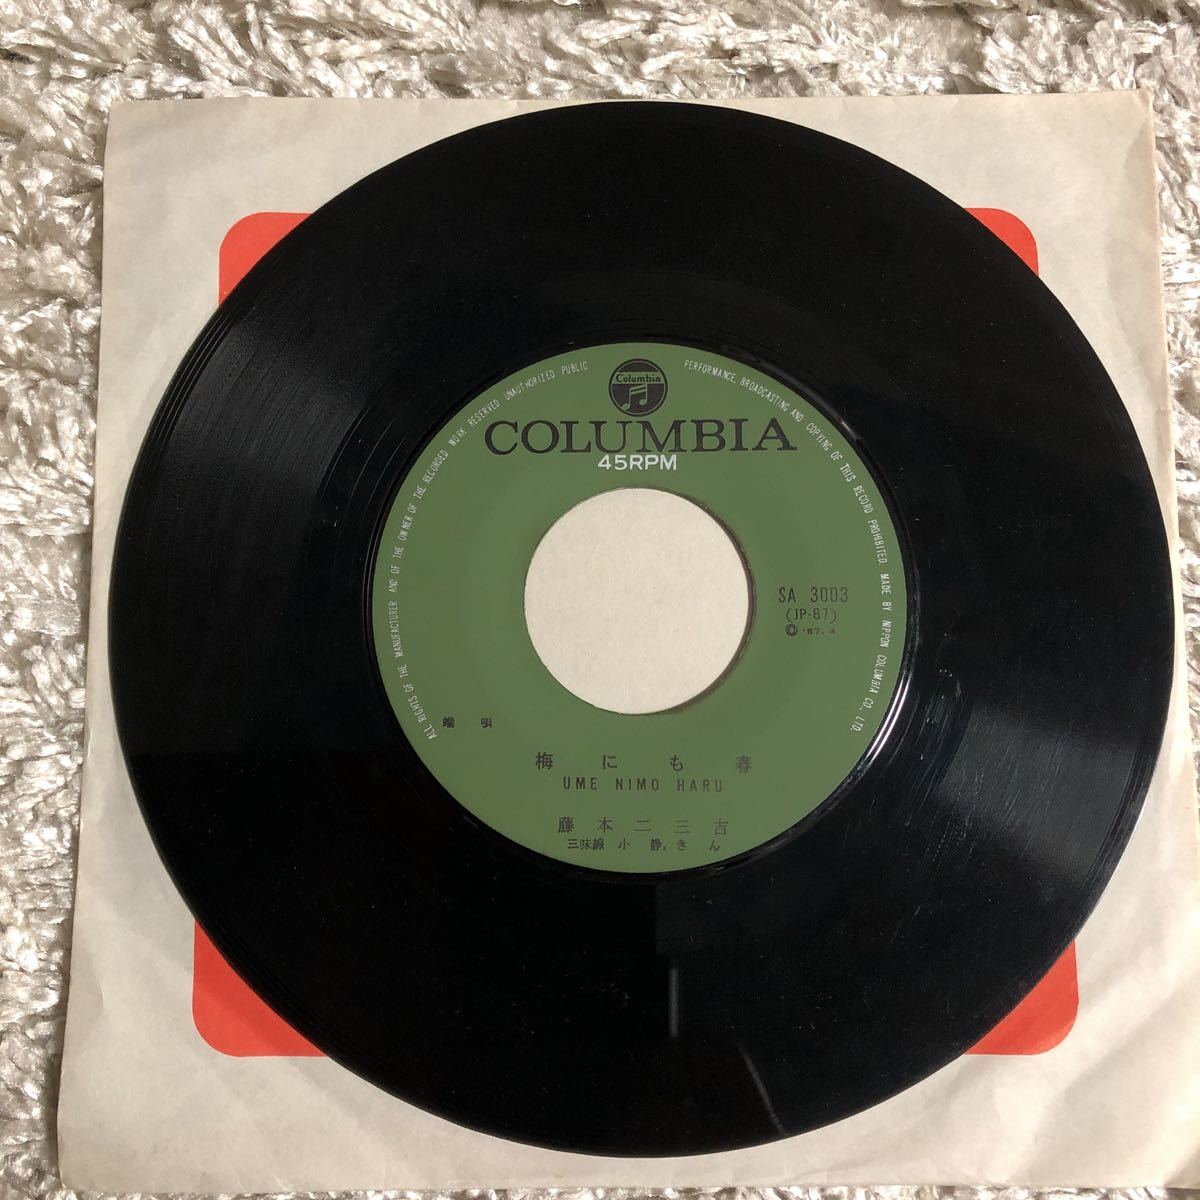 ALL RIGHTS OF THE MANUFACTURER AND OF THE OWNER OF THE RECORDED WORK RESERVED UNAUTHORIZED PUBLIC PERFORMANCE, BROADCASTING AND COPYING OF THIS RECORD PROHIBITED. MADE BY NIPPON COLUMBIA CO., LTD.
Columbia
COLUMBIA
45RPM
SA 3003
(JP-87)
端唄
梅にも春
UME NIMO HARU
藤本二三吉
三味線 小静, きん